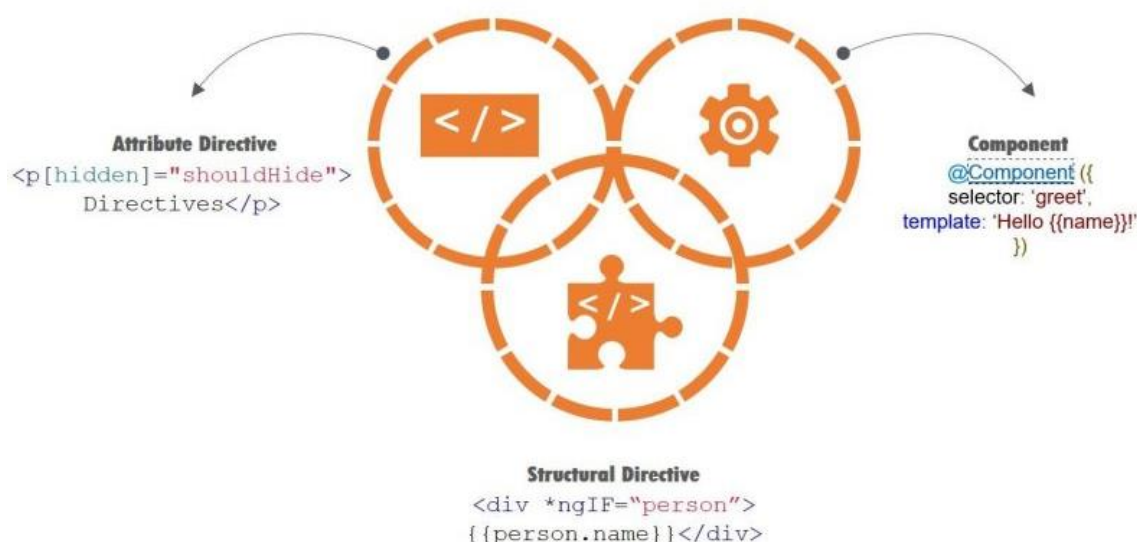 </>
Attribute Directive
<p[hidden]="shouldHide">
Directives</p>
Component
@Component ({
selector: ‘greet’,
template: ‘Hello {{name}}!’
})
</>
Structural Directive
<div *ngIF=“person”>
{{person.name}}</div>